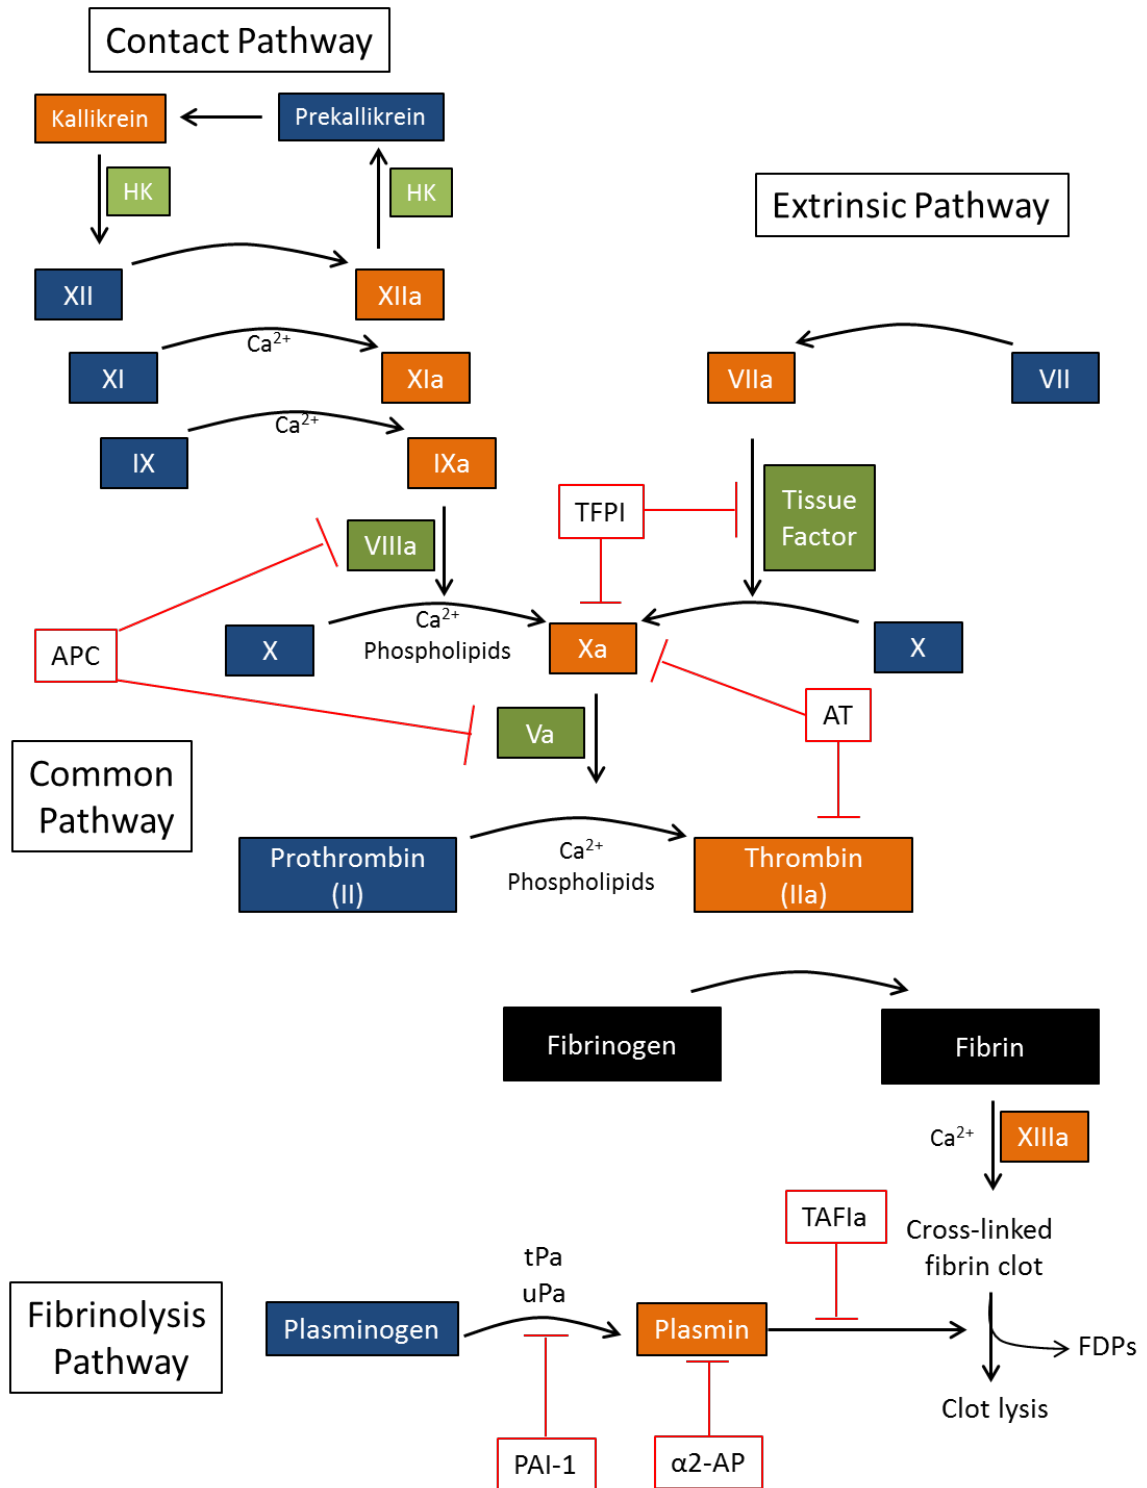 Contact Pathway
Kallikrein
Prekallikrein
HK
HK
Extrinsic Pathway
XII
XIIa
Ca²⁺
XI
XIa
VIIa
VII
Ca²⁺
IX
IXa
TFPI
Tissue
Factor
VIIIa
Ca²⁺
Phospholipids
X
Xa
X
APC
AT
Va
Common
Pathway
Prothrombin
(II)
Ca²⁺
Phospholipids
Thrombin
(IIa)
Fibrinogen
Fibrin
Ca²⁺
XIIIa
TAFIa
Cross-linked
fibrin clot
tPa
uPa
Fibrinolysis
Pathway
Plasminogen
Plasmin
FDPs
Clot lysis
PAI-1
α2-AP